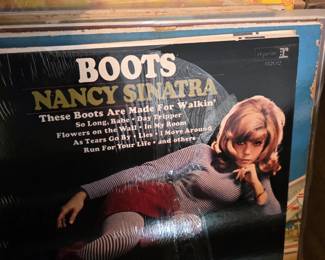 BOOTS
NANCY SINATRA
These Boots Are Made For Walkin'
So Long, Babe • Day Tripper
Flowers on the Wall • In My Room
As Tears Go By • Lies • I Move Around
Run For Your Life • and others